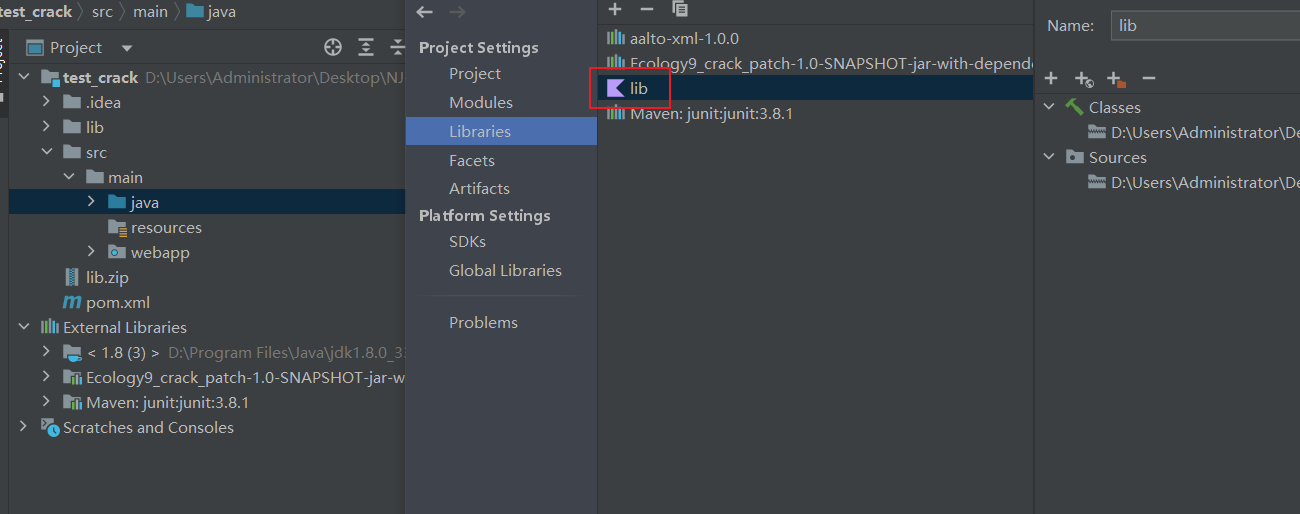 test_crack > src > main > java
Project
test_crack D:\Users\Administrator\Desktop\NJ
.idea
lib
src
main
java
resources
webapp
lib.zip
pom.xml
External Libraries
< 1.8 (3) > D:\Program Files\Java\jdk1.8.0_33
Ecology9_crack_patch-1.0-SNAPSHOT-jar-w
Maven: junit:junit:3.8.1
Scratches and Consoles
Project Settings
Project
Modules
Libraries
Facets
Artifacts
Platform Settings
SDKs
Global Libraries
Problems
aalto-xml-1.0.0
Ecology9_crack_patch-1.0-SNAPSHOT-jar-with-depende
lib
Maven: junit:junit:3.8.1
Name: lib
Classes
D:\Users\Administrator\De
Sources
D:\Users\Administrator\De